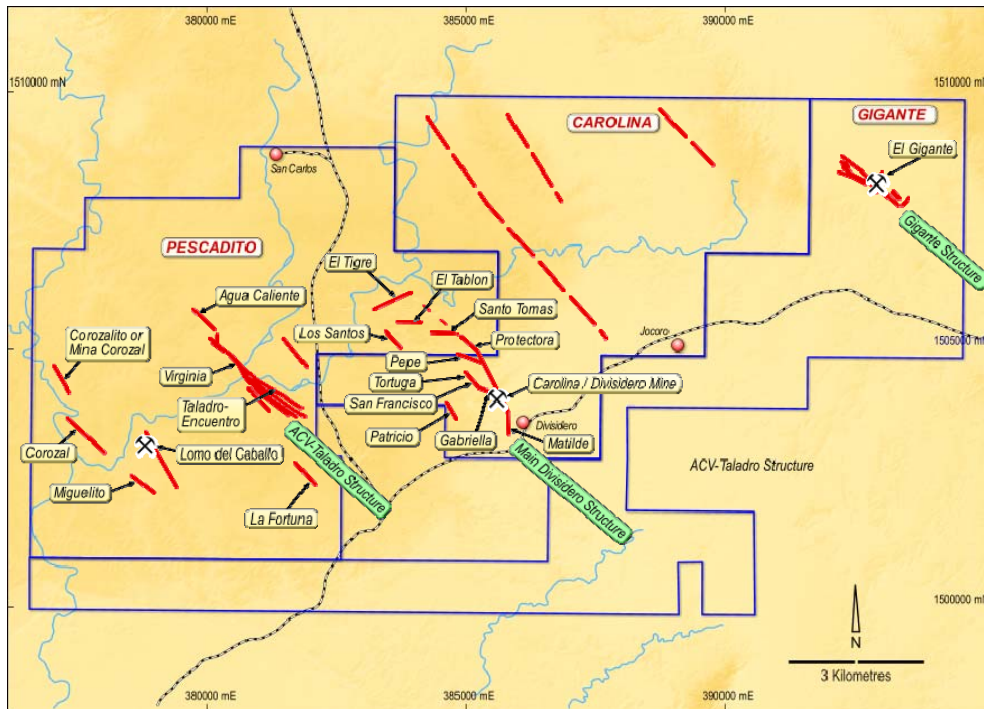 380000 mE
385000 mE
390000 mE
1510000 mN
1510000 mN
CAROLINA
GIGANTE
El Gigante
San Carlos
PESCADITO
Gigante Structure
El Tigre
El Tablon
Agua Caliente
Santo Tomas
Los Santos
Protectora
Jocoro
1505000 mN
Corozalito or
Mina Corozal
Virginia
Pepe
Tortuga
Carolina / Divisidero Mine
San Francisco
Taladro-
Encuentro
Patricio
Gabriella
Divisidero
Matilde
Corozal
Lomo del Caballo
ACV-Taladro Structure
ACV-Taladro Structure
Miguelito
La Fortuna
Main Divisidero Structure
1500000 mN
N
3 Kilometres
380000 mE
385000 mE
390000 mE